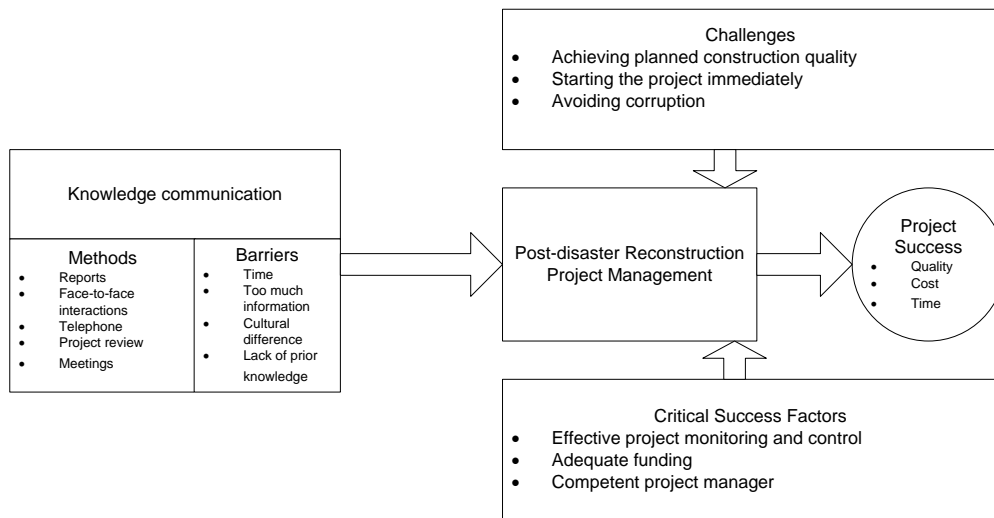 Challenges
• Achieving planned construction quality
• Starting the project immediately
• Avoiding corruption
Knowledge communication
Methods
• Reports
• Face-to-face
interactions
• Telephone
• Project review
• Meetings
Barriers
• Time
• Too much
information
• Cultural
difference
• Lack of prior
knowledge
Post-disaster Reconstruction
Project Management
Project
Success
• Quality
• Cost
• Time
Critical Success Factors
• Effective project monitoring and control
• Adequate funding
• Competent project manager